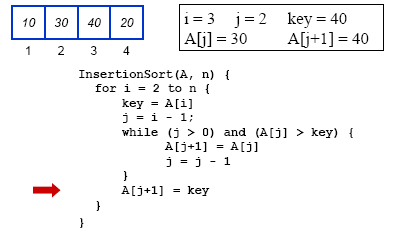 10 30 40 20
1 2 3 4
i = 3 j = 2 key = 40
A[j] = 30 A[j+1] = 40
InsertionSort(A, n) {
for i = 2 to n {
key = A[i]
j = i - 1;
while (j > 0) and (A[j] > key) {
A[j+1] = A[j]
j = j - 1
}
A[j+1] = key
}
}